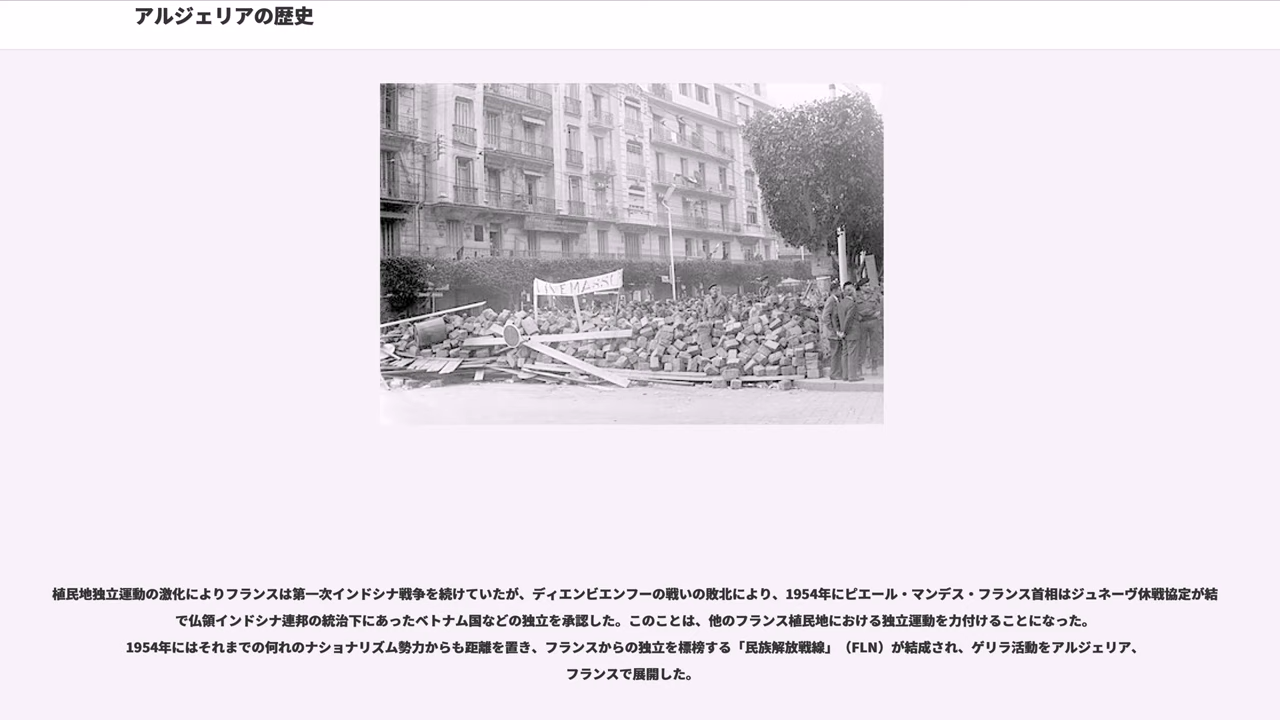 アルジェリアの歴史
VIVE MASSU
植民地独立運動の激化によりフランスは第一次インドシナ戦争を続けていたが、ディエンビエンフーの戦いの敗北により、1954年にピエール・マンデス・フランス首相はジュネーヴ休戦協定が結
で仏領インドシナ連邦の統治下にあったベトナム国などの独立を承認した。このことは、他のフランス植民地における独立運動を力付けることになった。
1954年にはそれまでの何れのナショナリズム勢力からも距離を置き、フランスからの独立を標榜する「民族解放戦線」（FLN）が結成され、ゲリラ活動をアルジェリア、
フランスで展開した。